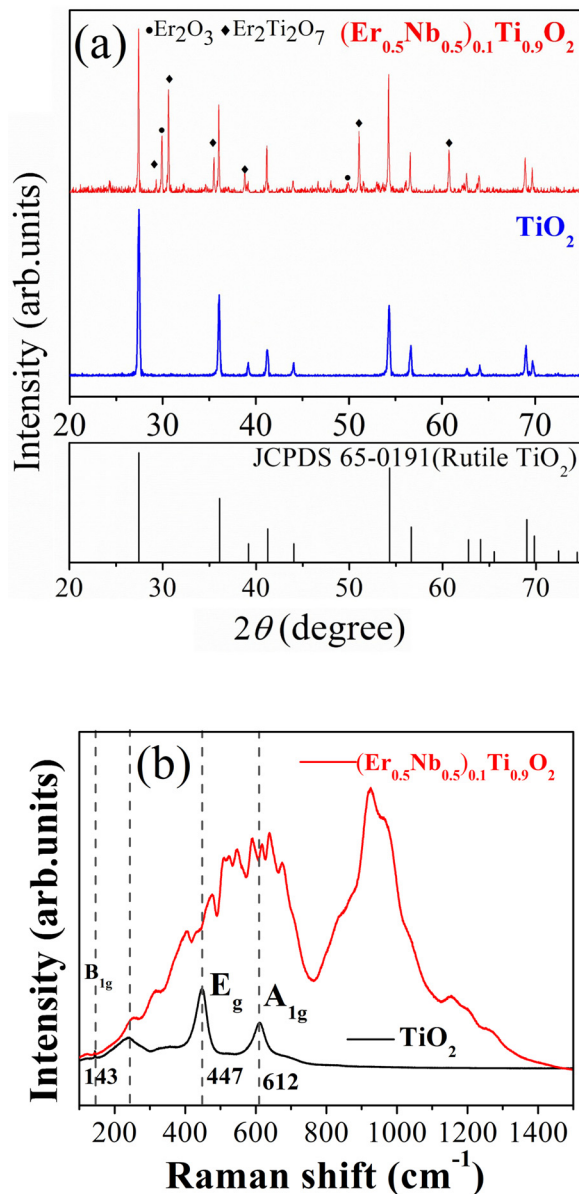 (a)
●Er₂O₃ ◆Er₂Ti₂O₇ (Er₀.₅Nb₀.₅)₀.₁Ti₀.₉O₂
TiO₂
Intensity (arb.units)
20 30 40 50 60 70
JCPDS 65-0191(Rutile TiO₂)
20 30 40 50 60 70
2θ (degree)
(b)
(Er₀.₅Nb₀.₅)₀.₁Ti₀.₉O₂
Intensity (arb.units)
B₁g
Eg
A₁g
TiO₂
143 447 612
200 400 600 800 1000 1200 1400
Raman shift (cm⁻¹)